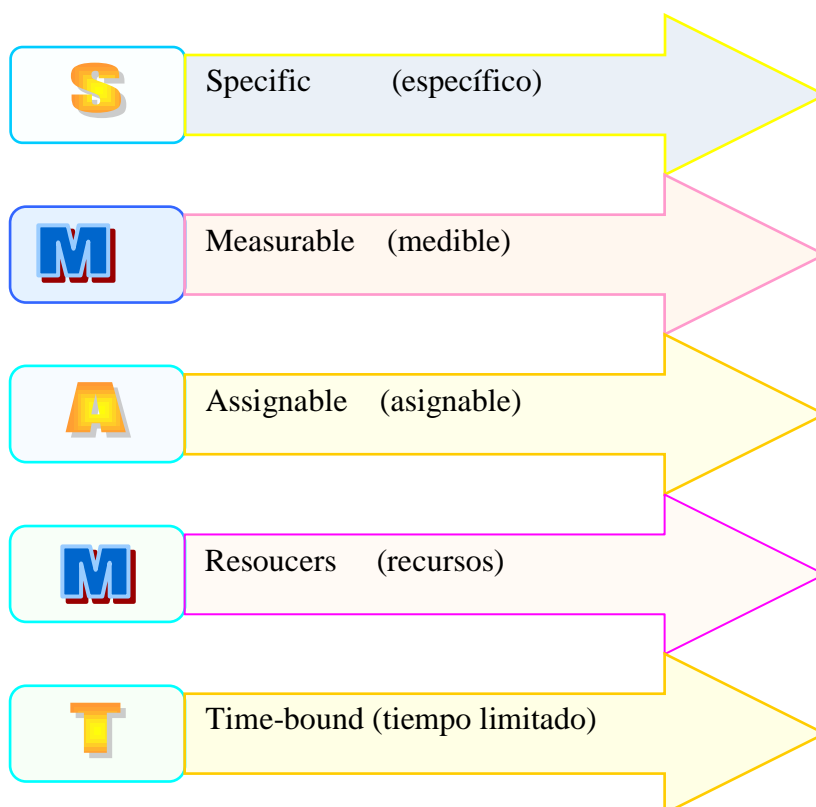 S Specific (específico)
M Measurable (medible)
A Assignable (asignable)
M Resoucers (recursos)
T Time-bound (tiempo limitado)